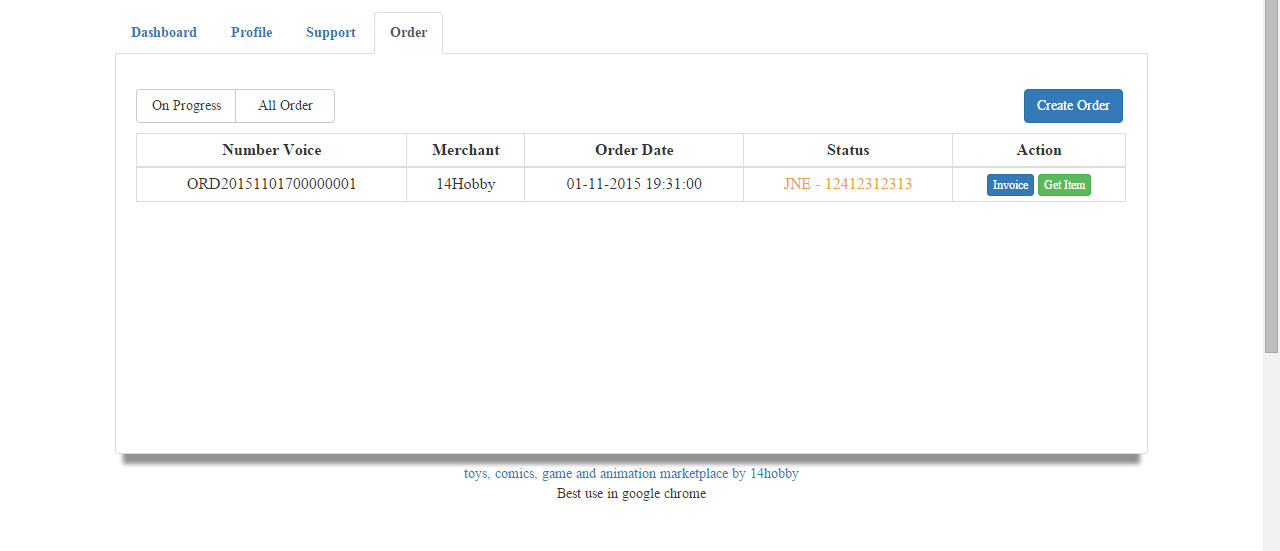 Dashboard Profile Support Order
On Progress All Order Create Order
Number Voice Merchant Order Date Status Action
ORD20151101700000001 14Hobby 01-11-2015 19:31:00 JNE - 12412312313 Invoice Get Item
toys, comics, game and animation marketplace by 14hobby
Best use in google chrome